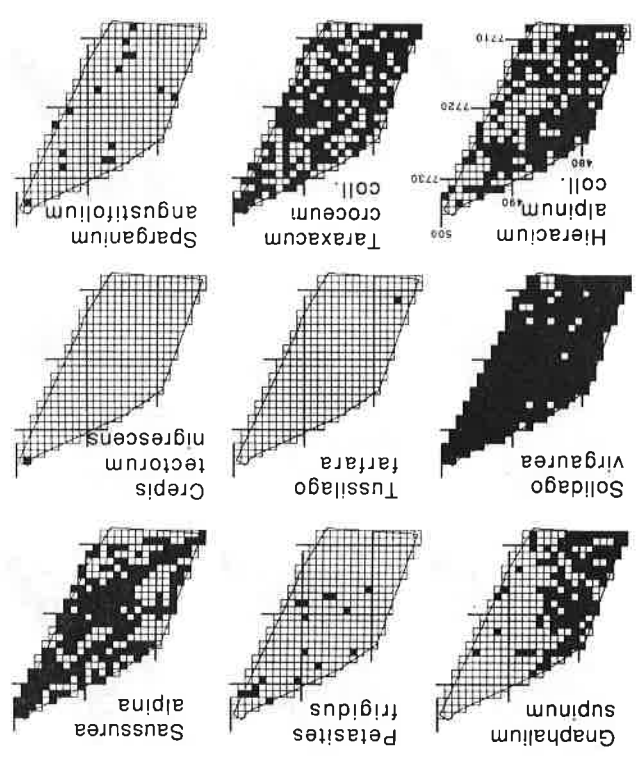 Gnaphalium
supinum
Petasites
frigidus
Saussurea
alpina
Solidago
virgaurea
Tussilago
farfara
Crepis
tectorum
nigrescens
Hieracium
alpinum
coll.
500
490
480
7730
7720
7710
Taraxacum
croceum
coll.
Sparganium
angustifolium